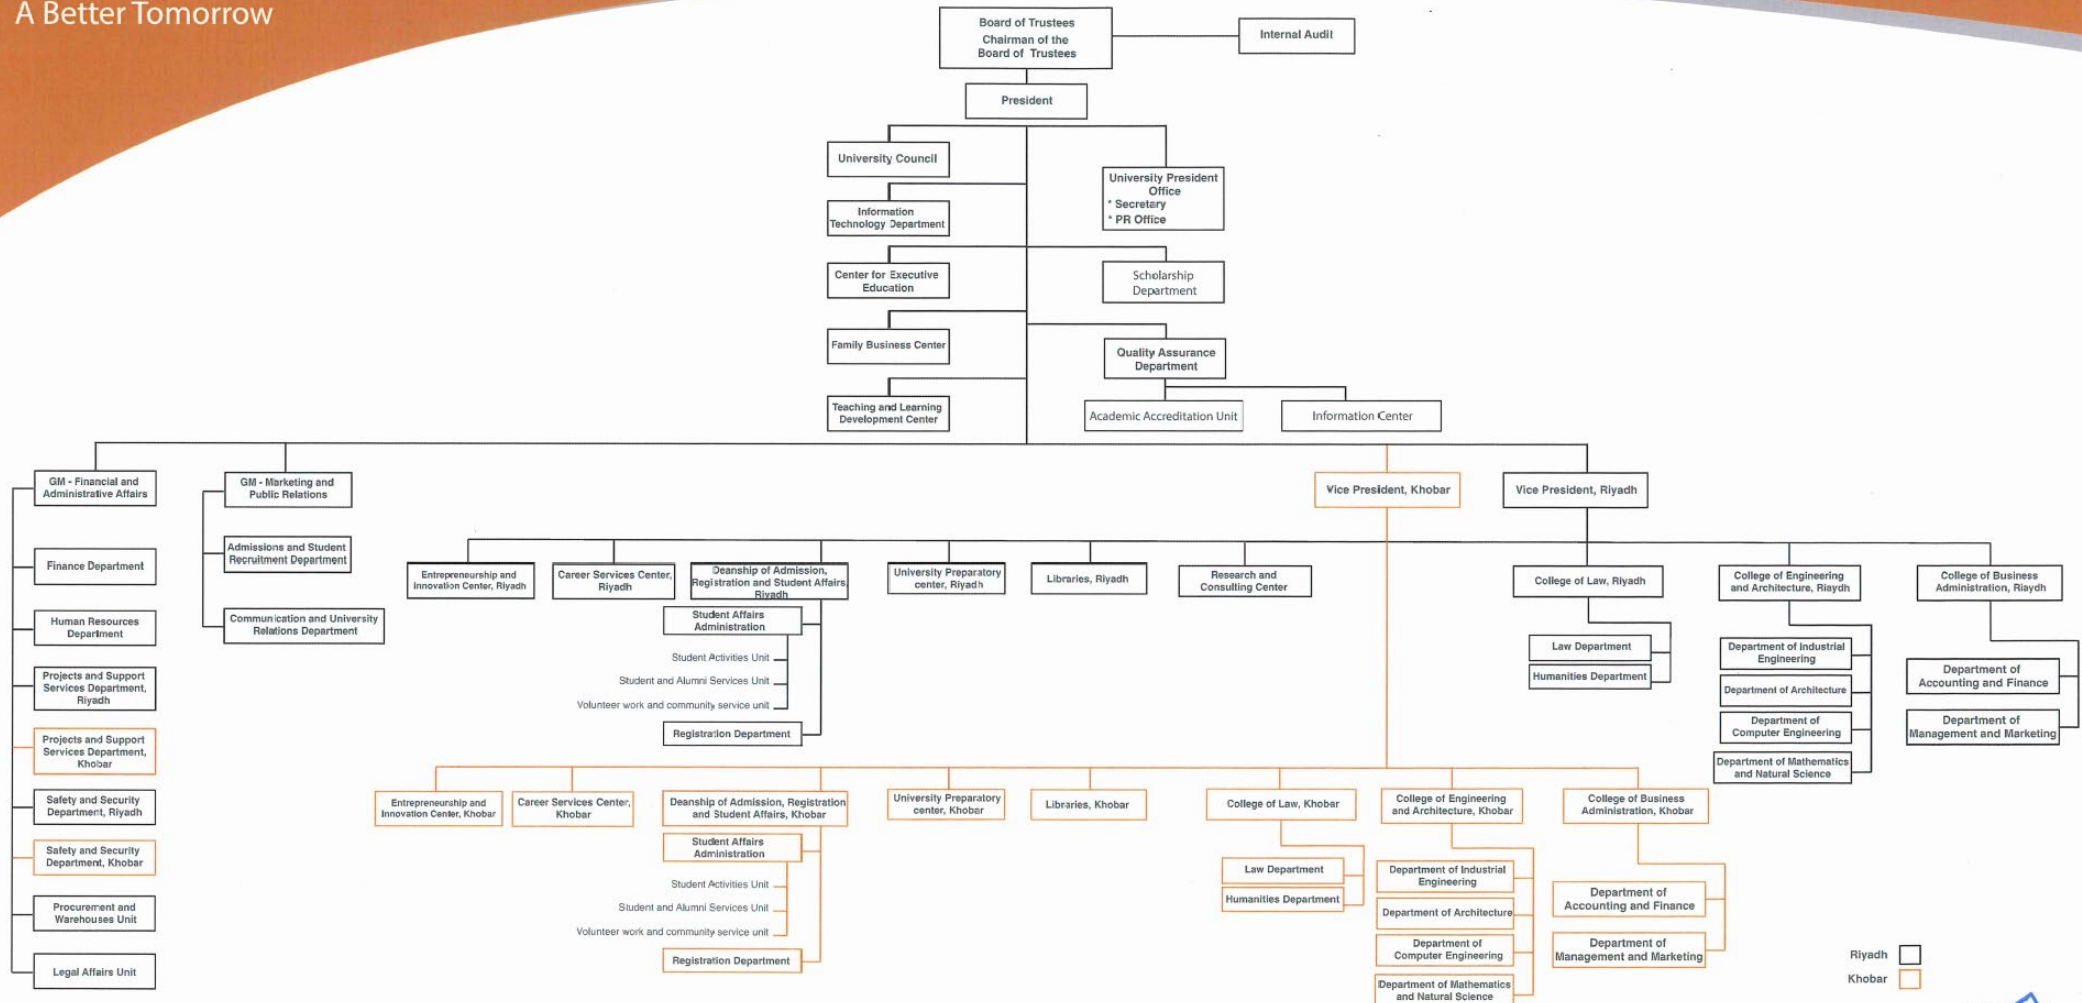 A Better Tomorrow
Board of Trustees
Chairman of the
Board of Trustees
Internal Audit
President
University Council
University President
Office
* Secretary
* PR Office
Information
Technology Department
Center for Executive
Education
Scholarship
Department
Family Business Center
Quality Assurance
Department
Teaching and Learning
Development Center
Academic Accreditation Unit
Information Center
GM - Financial and
Administrative Affairs
GM - Marketing and
Public Relations
Vice President, Khobar
Vice President, Riyadh
Finance Department
Human Resources
Department
Projects and Support
Services Department,
Riyadh
Projects and Support
Services Department,
Khobar
Safety and Security
Department, Riyadh
Safety and Security
Department, Khobar
Procurement and
Warehouses Unit
Legal Affairs Unit
Admissions and Student
Recruitment Department
Communication and University
Relations Department
Entrepreneurship and
Innovation Center, Riyadh
Career Services Center,
Riyadh
Deanship of Admission,
Registration and Student Affairs,
Riyadh
Student Affairs
Administration
Student Activities Unit
Student and Alumni Services Unit
Volunteer work and community service unit
Registration Department
University Preparatory
center, Riyadh
Libraries, Riyadh
Research and
Consulting Center
College of Law, Riyadh
Law Department
Humanities Department
College of Engineering
and Architecture, Riaydh
Department of Industrial
Engineering
Department of Architecture
Department of
Computer Engineering
Department of Mathematics
and Natural Science
College of Business
Administration, Riaydh
Department of
Accounting and Finance
Department of
Management and Marketing
Entrepreneurship and
Innovation Center, Khobar
Career Services Center,
Khobar
Deanship of Admission, Registration
and Student Affairs, Khobar
Student Affairs
Administration
Student Activities Unit
Student and Alumni Services Unit
Volunteer work and community service unit
Registration Department
University Preparatory
center, Khobar
Libraries, Khobar
College of Law, Khobar
Law Department
Humanities Department
College of Engineering
and Architecture, Khobar
Department of Industrial
Engineering
Department of Architecture
Department of
Computer Engineering
Department of Mathematics
and Natural Science
College of Business
Administration, Khobar
Department of
Accounting and Finance
Department of
Management and Marketing
Riyadh
Khobar